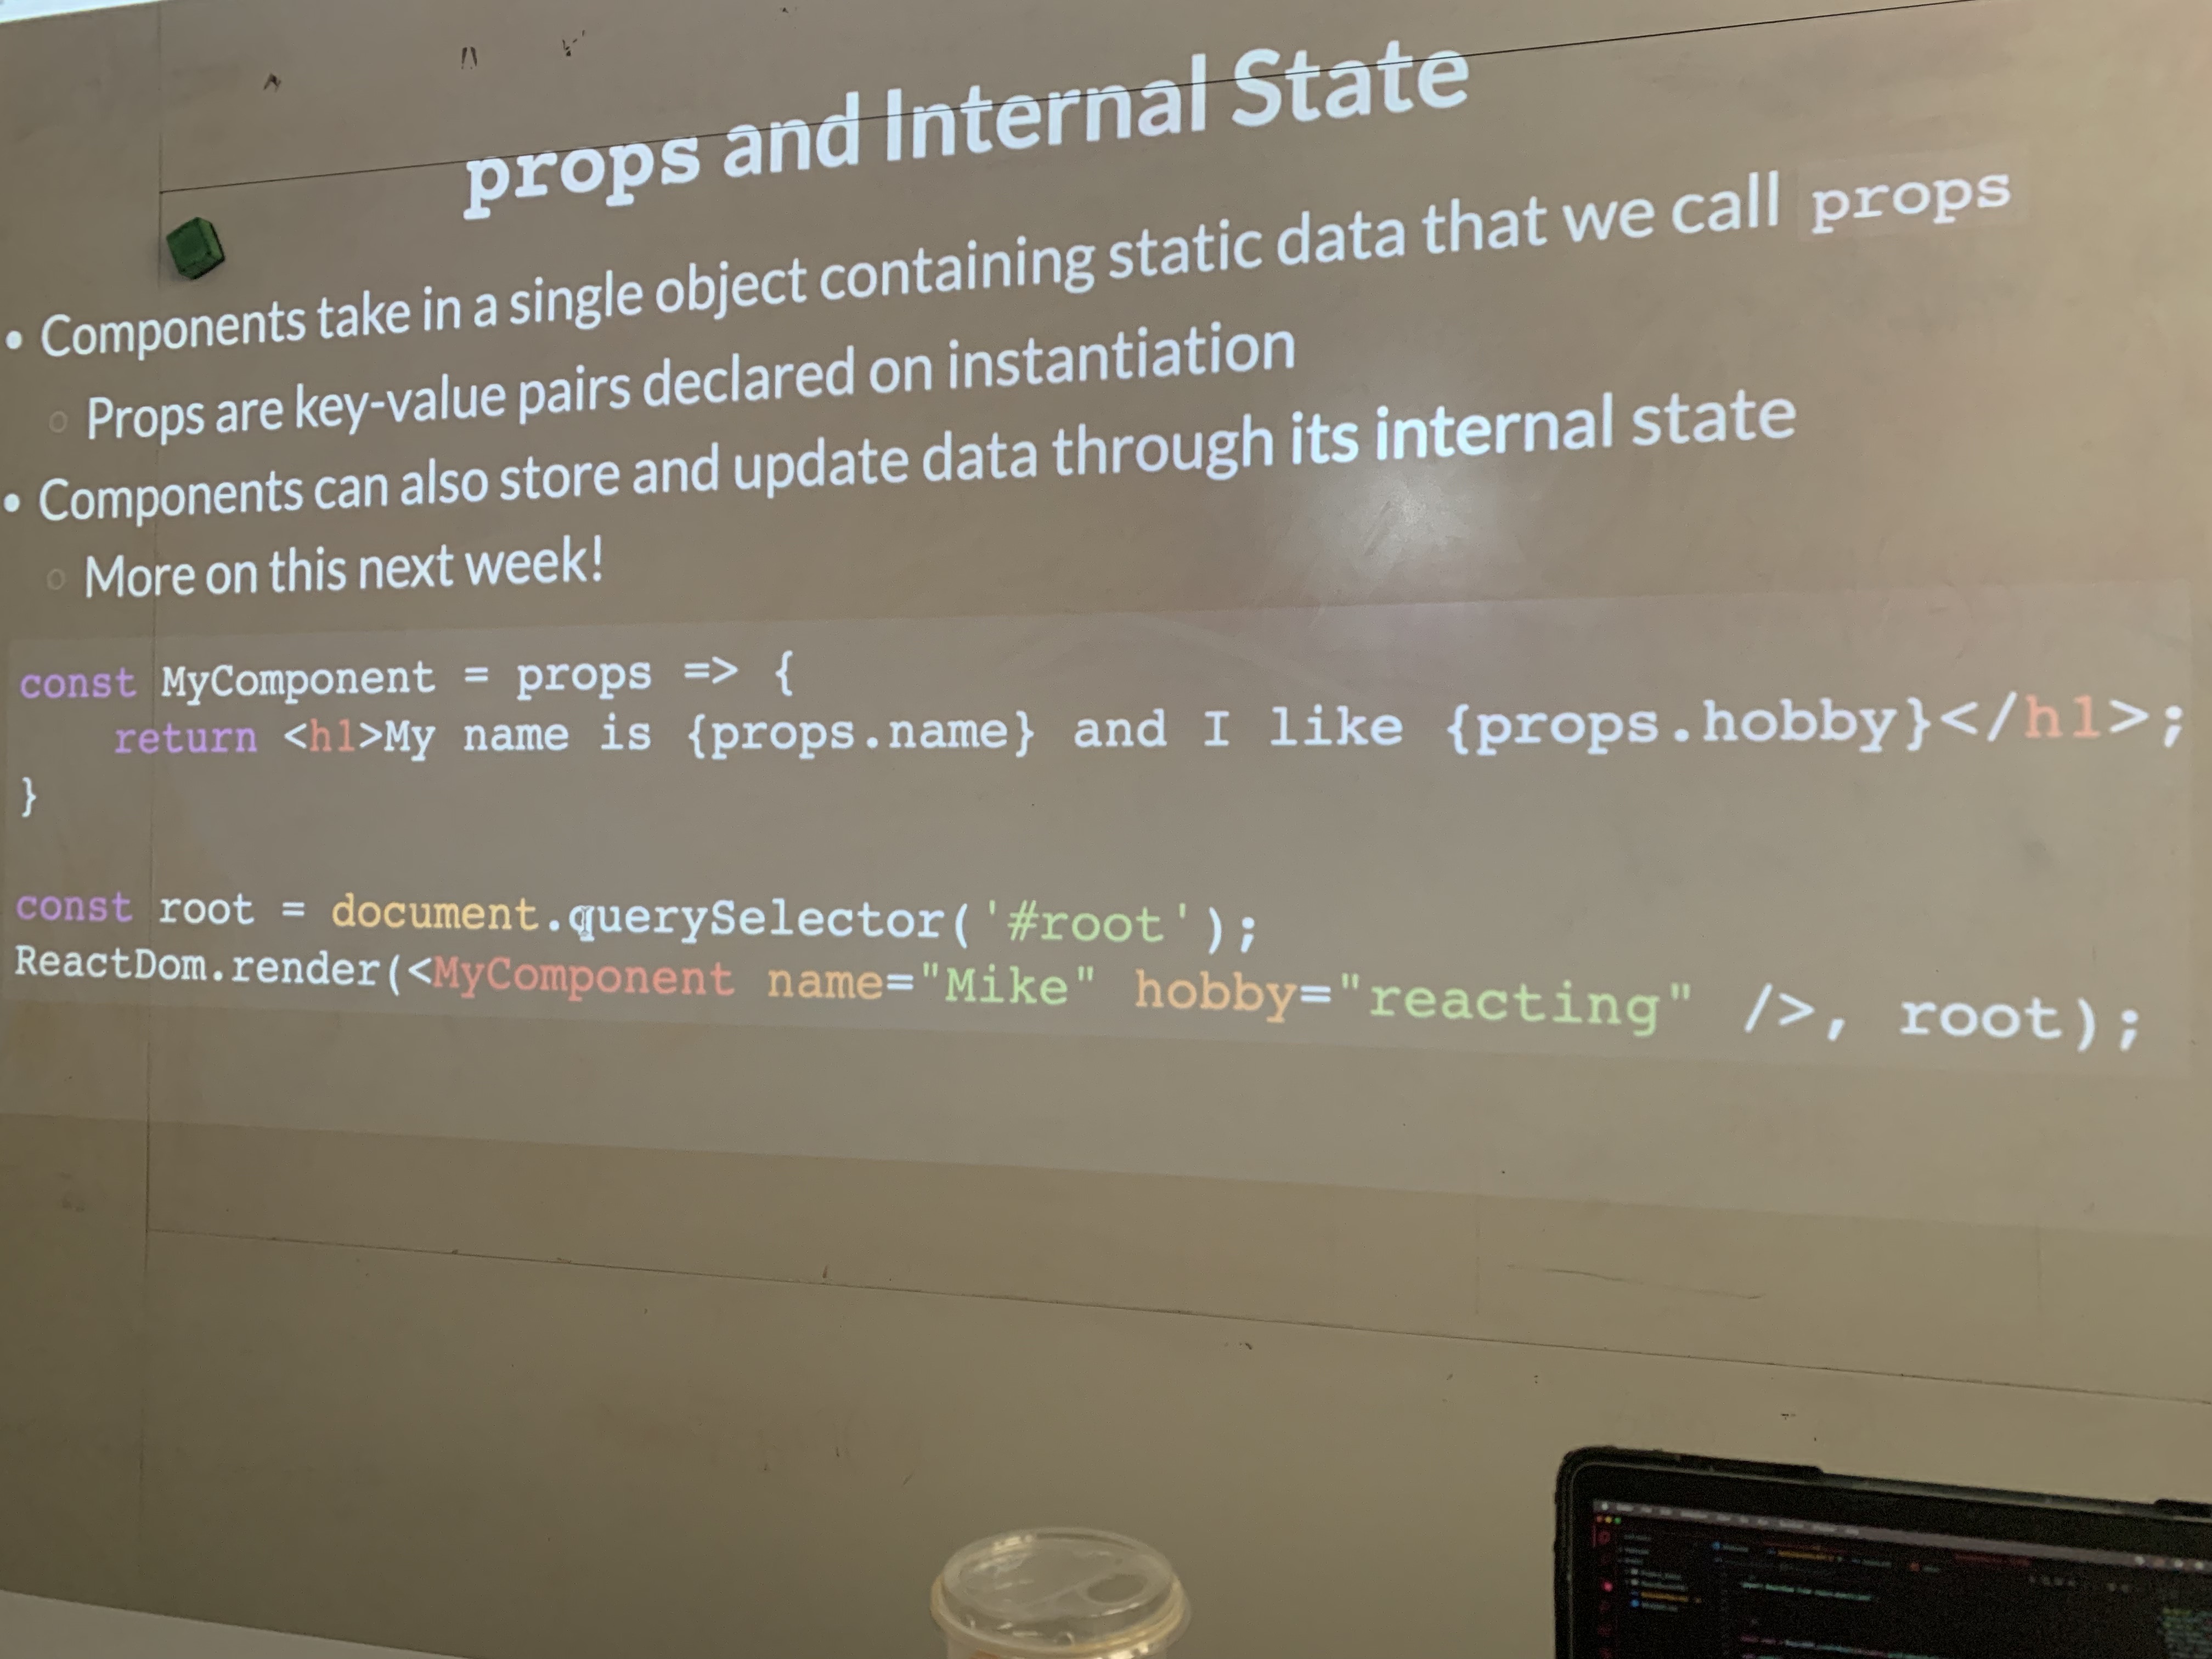 props and Internal State
• Components take in a single object containing static data that we call props
○ Props are key-value pairs declared on instantiation
• Components can also store and update data through its internal state
○ More on this next week!
const MyComponent = props => {
    return <h1>My name is {props.name} and I like {props.hobby}</h1>;
}
const root = document.querySelector('#root');
ReactDom.render(<MyComponent name="Mike" hobby="reacting" />, root);